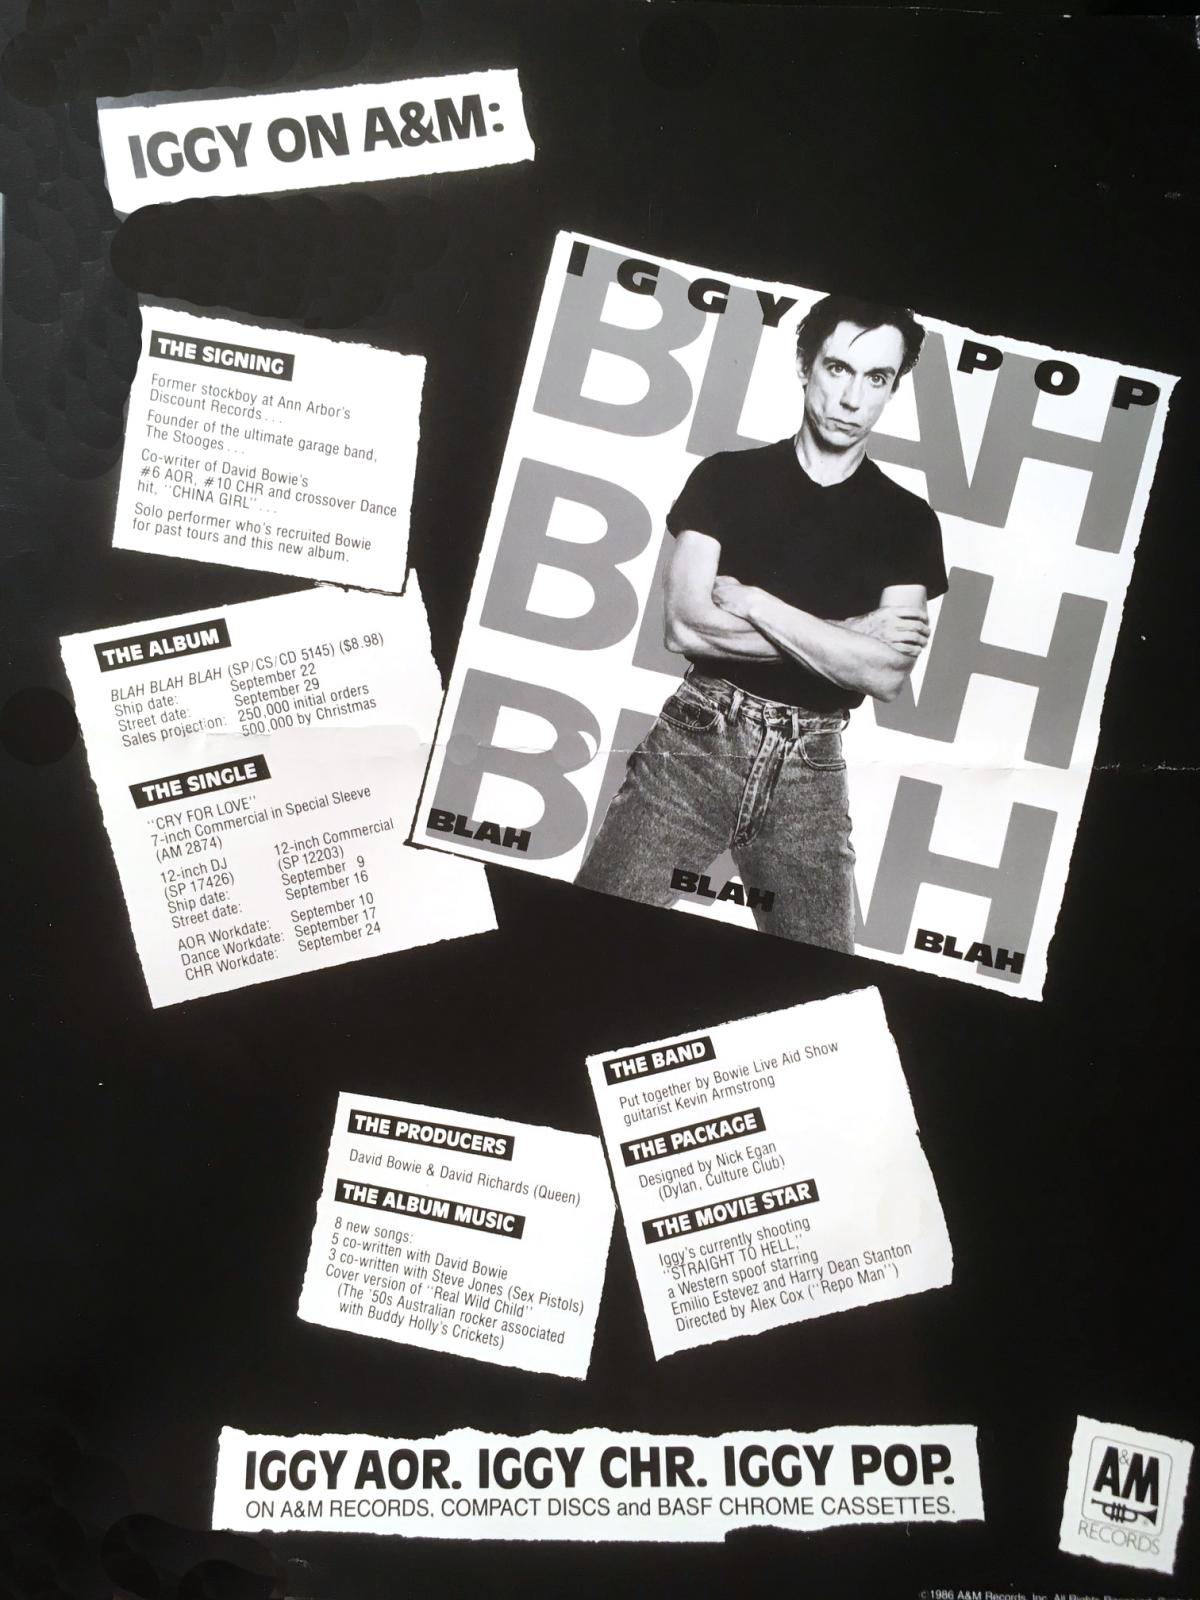 IGGY ON A&M:
THE SIGNING
Former stockboy at Ann Arbor's
Discount Records...
Founder of the ultimate garage band,
The Stooges...
Co-writer of David Bowie's
#6 AOR, #10 CHR and crossover Dance
hit, "CHINA GIRL"...
Solo performer who's recruited Bowie
for past tours and this new album.
IGGY POP
BLAH
BLAH
BLAH
BLAH
BLAH
BLAH
THE ALBUM
BLAH BLAH BLAH (SP/CS/CD 5145) ($8.98)
Ship date: September 22
Street date: September 29
Sales projection: 250,000 initial orders
500,000 by Christmas
THE SINGLE
"CRY FOR LOVE"
7-inch Commercial in Special Sleeve
(AM 2874)
12-inch DJ 12-inch Commercial
(SP 17426) (SP 12203)
Ship date: September 9
Street date: September 16
AOR Workdate: September 10
Dance Workdate: September 17
CHR Workdate: September 24
THE PRODUCERS
David Bowie & David Richards (Queen)
THE ALBUM MUSIC
8 new songs:
5 co-written with David Bowie
3 co-written with Steve Jones (Sex Pistols)
Cover version of "Real Wild Child"
(The '50s Australian rocker associated
with Buddy Holly's Crickets)
THE BAND
Put together by Bowie Live Aid Show
guitarist Kevin Armstrong
THE PACKAGE
Designed by Nick Egan
(Dylan, Culture Club)
THE MOVIE STAR
Iggy's currently shooting
"STRAIGHT TO HELL,"
a Western spoof starring
Emilio Estevez and Harry Dean Stanton
Directed by Alex Cox ("Repo Man")
IGGY AOR. IGGY CHR. IGGY POP.
ON A&M RECORDS, COMPACT DISCS and BASF CHROME CASSETTES.
A&M
RECORDS
©1986 A&M Records, Inc. All Rights